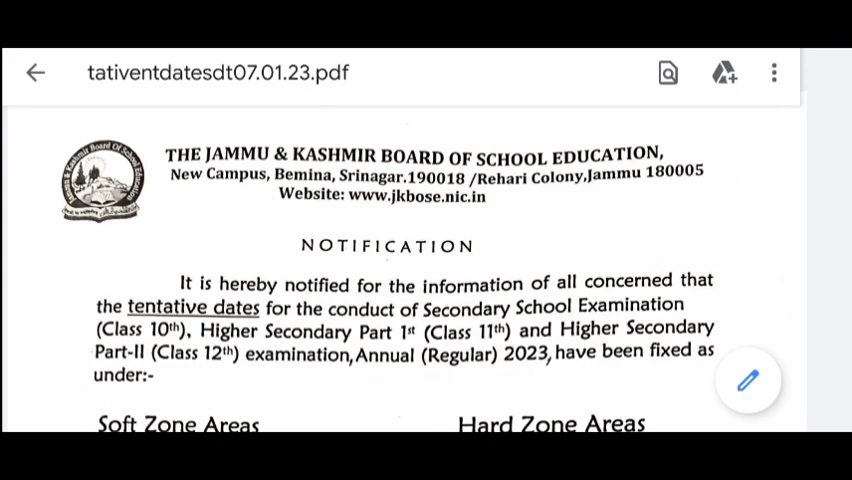 tativentdatesdt07.01.23.pdf
THE JAMMU & KASHMIR BOARD OF SCHOOL EDUCATION,
New Campus, Bemina, Srinagar.190018 /Rehari Colony,Jammu 180005
Website: www.jkbose.nic.in
NOTIFICATION
It is hereby notified for the information of all concerned that
the tentative dates for the conduct of Secondary School Examination
(Class 10th), Higher Secondary Part 1st (Class 11th) and Higher Secondary
Part-II (Class 12th) examination, Annual (Regular) 2023, have been fixed as
under:-
Soft Zone Areas
Hard Zone Areas